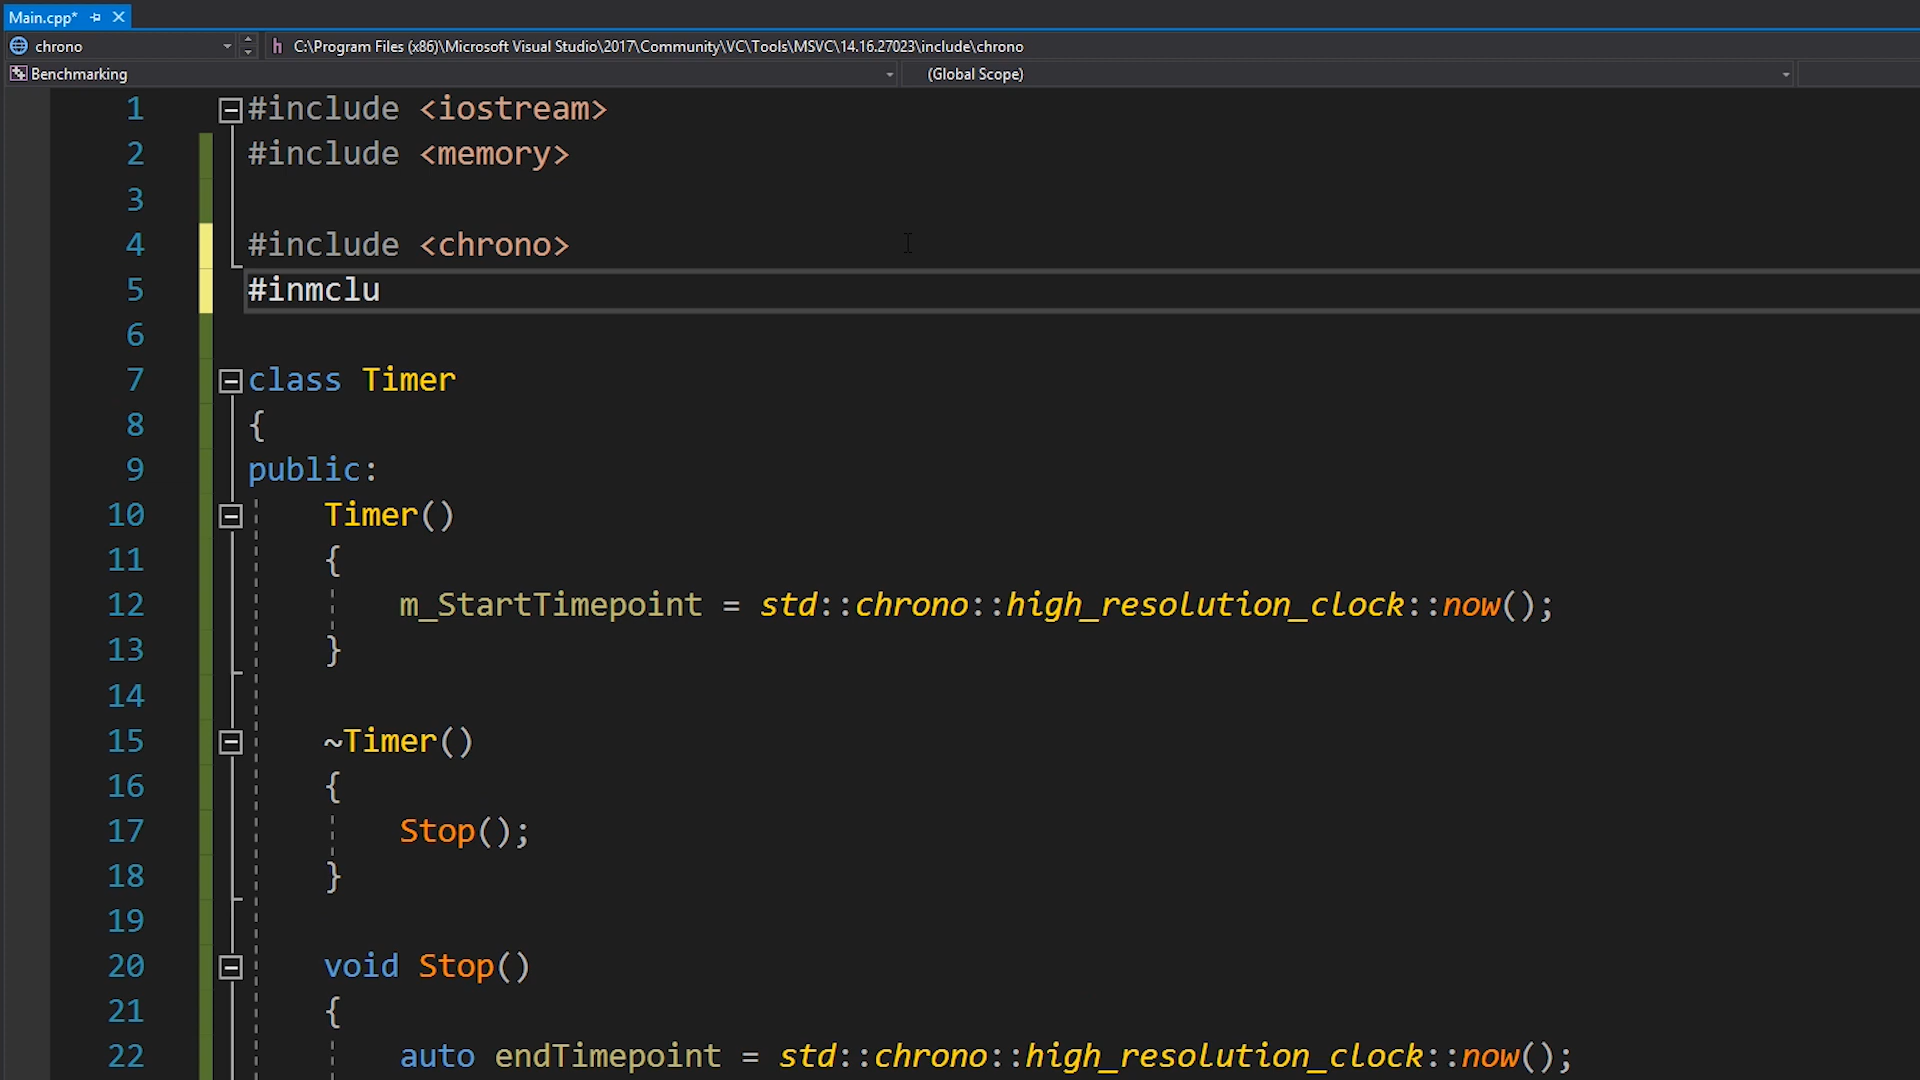 Main.cpp*
chrono
h C:\Program Files (x86)\Microsoft Visual Studio\2017\Community\VC\Tools\MSVC\14.16.27023\include\chrono
Benchmarking (Global Scope)
1 #include <iostream>
2 #include <memory>
3
4 #include <chrono>
5 #inmclu
6
7 class Timer
8 {
9 public:
10 Timer()
11 {
12 m_StartTimepoint = std::chrono::high_resolution_clock::now();
13 }
14
15 ~Timer()
16 {
17 Stop();
18 }
19
20 void Stop()
21 {
22 auto endTimepoint = std::chrono::high_resolution_clock::now();